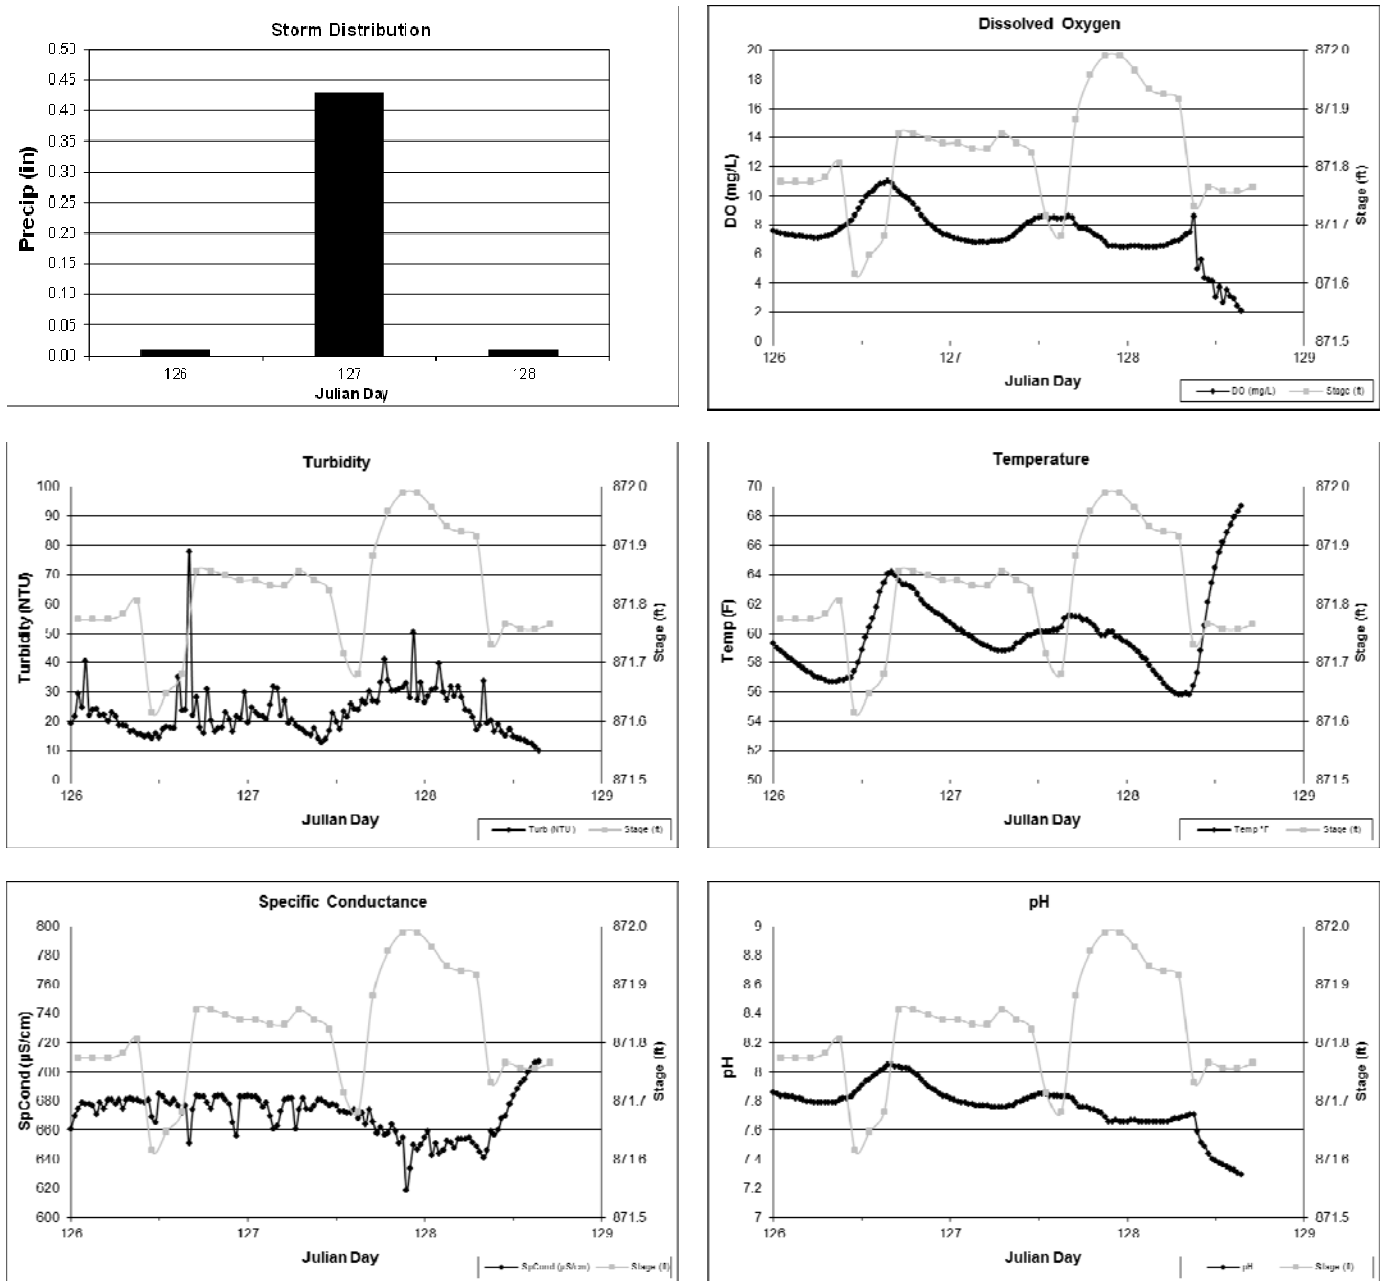 Storm Distribution
0.50
0.45
0.40
0.35
0.30
0.25
0.20
0.15
0.10
0.05
0.00
Precip (in)
126 127 128
Julian Day
Dissolved Oxygen
20
18
16
14
12
10
8
6
4
2
0
DO (mg/L)
872.0
871.9
871.8
871.7
871.6
871.5
Stage (ft)
126 127 128 129
Julian Day
DO (mg/L) Stage (ft)
Turbidity
100
90
80
70
60
50
40
30
20
10
0
Turbidity (NTU)
872.0
871.9
871.8
871.7
871.6
871.5
Stage (ft)
126 127 128 129
Julian Day
Turb (NTU) Stage (ft)
Temperature
70
68
66
64
62
60
58
56
54
52
50
Temp (F)
872.0
871.9
871.8
871.7
871.6
871.5
Stage (ft)
126 127 128 129
Julian Day
Temp °F Stage (ft)
Specific Conductance
800
780
760
740
720
700
680
660
640
620
600
SpCond (µS/cm)
872.0
871.9
871.8
871.7
871.6
871.5
Stage (ft)
126 127 128 129
Julian Day
SpCond (µS/cm) Stage (ft)
pH
9
8.8
8.6
8.4
8.2
8
7.8
7.6
7.4
7.2
7
pH
872.0
871.9
871.8
871.7
871.6
871.5
Stage (ft)
126 127 128 129
Julian Day
pH Stage (ft)